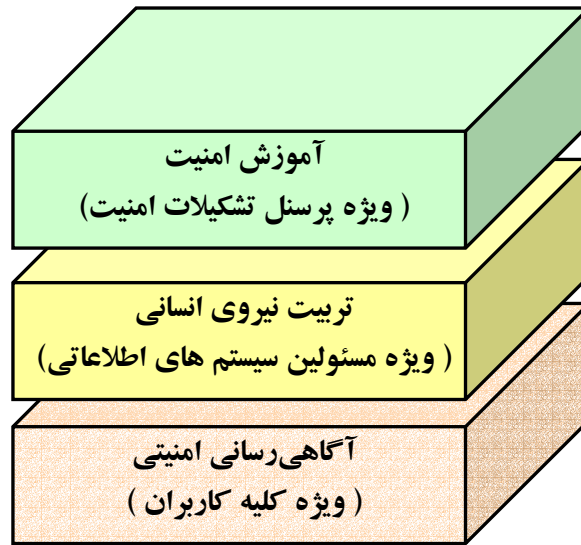 آموزش امنیت
( ویژه پرسنل تشکیلات امنیت)
تربیت نیروی انسانی
( ویژه مسئولین سیستم های اطلاعاتی)
آگاهی‌رسانی امنیتی
( ویژه کلیه کاربران )